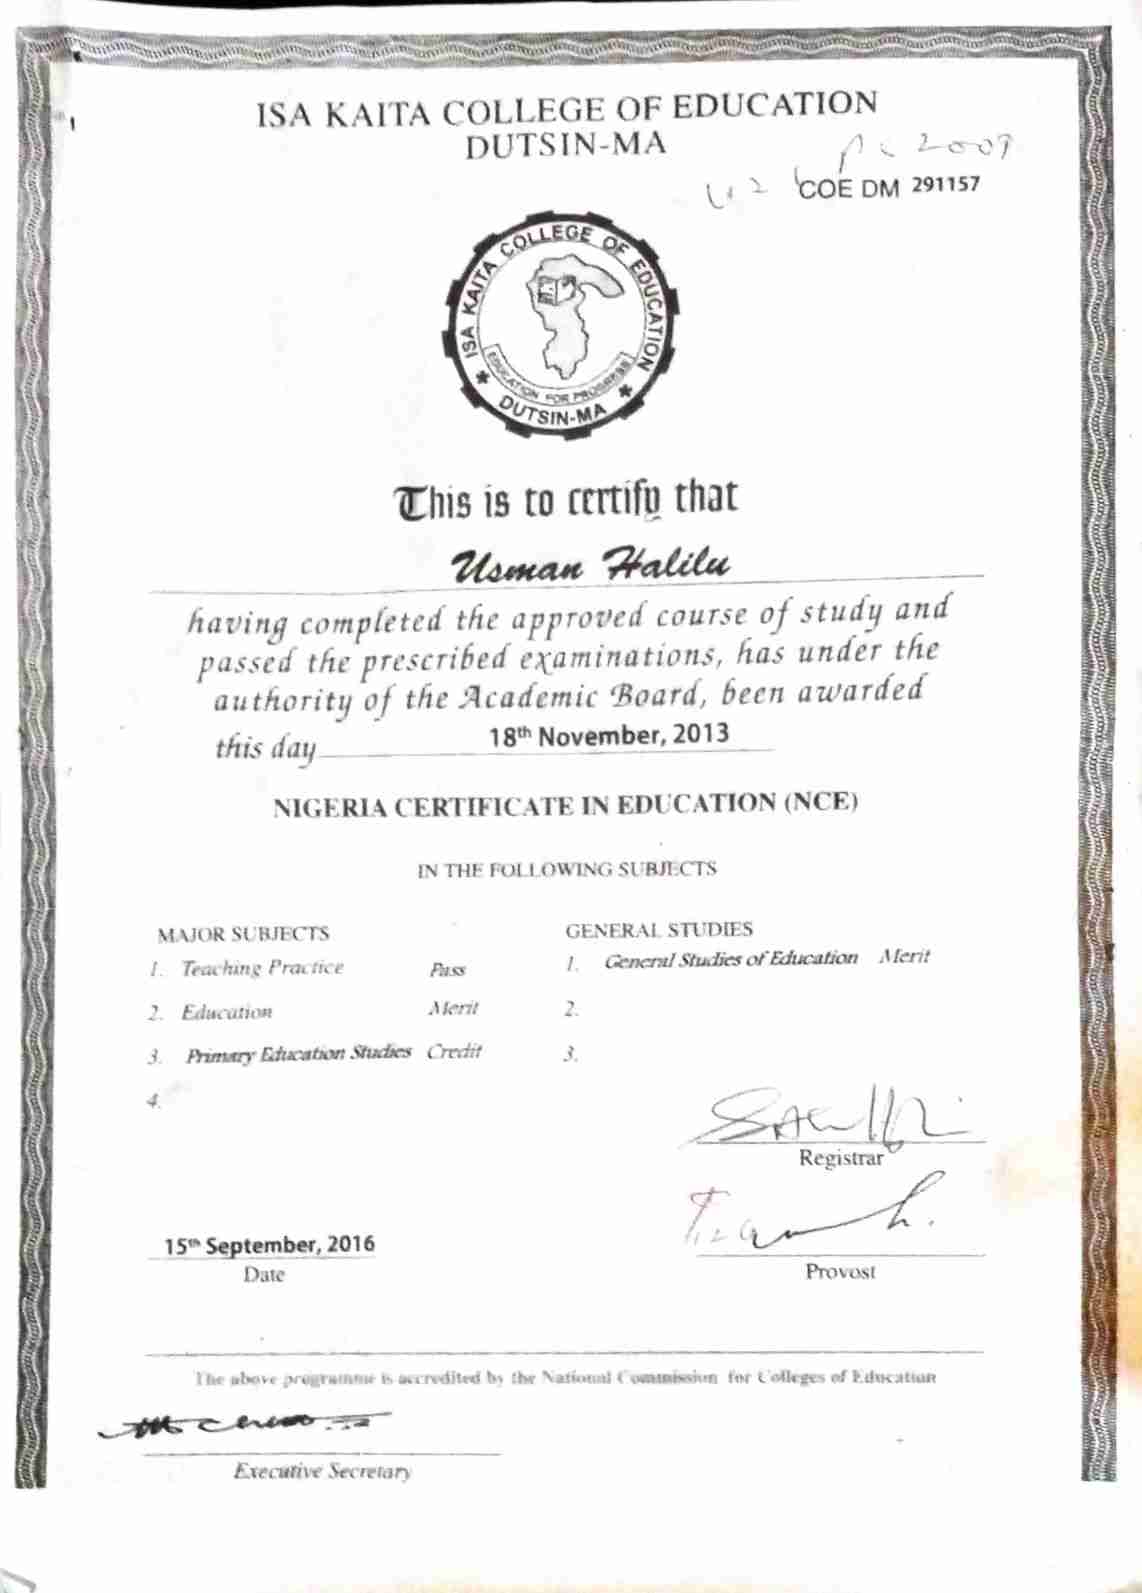 ISA KAITA COLLEGE OF EDUCATION
DUTSIN-MA
2009
COE DM 291157
ISA KAITA COLLEGE OF EDUCATION
EDUCATION FOR PROGRESS
DUTSIN-MA
This is to certify that
Usman Halilu
having completed the approved course of study and
passed the prescribed examinations, has under the
authority of the Academic Board, been awarded
this day 18th November, 2013
NIGERIA CERTIFICATE IN EDUCATION (NCE)
IN THE FOLLOWING SUBJECTS
MAJOR SUBJECTS
1. Teaching Practice Pass
2. Education Merit
3. Primary Education Studies Credit
4.
GENERAL STUDIES
1. General Studies of Education Merit
2.
3.
Registrar
15th September, 2016
Date
Provost
The above programme is accredited by the National Commission for Colleges of Education
Executive Secretary